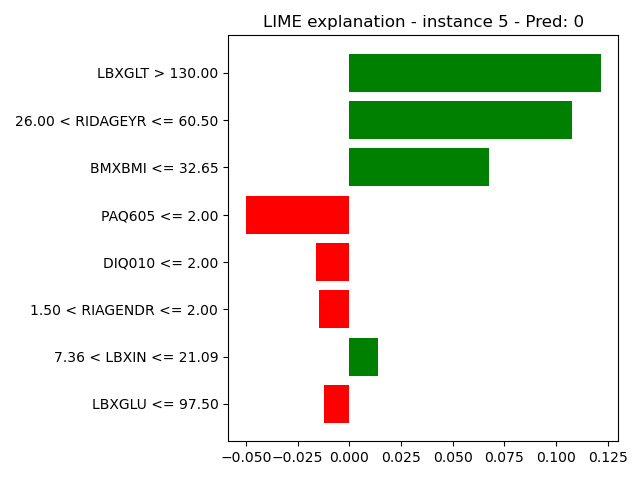 LIME explanation - instance 5 - Pred: 0
LBXGLT > 130.00
26.00 < RIDAGEYR <= 60.50
BMXBMI <= 32.65
PAQ605 <= 2.00
DIQ010 <= 2.00
1.50 < RIAGENDR <= 2.00
7.36 < LBXIN <= 21.09
LBXGLU <= 97.50
−0.050 −0.025 0.000 0.025 0.050 0.075 0.100 0.125